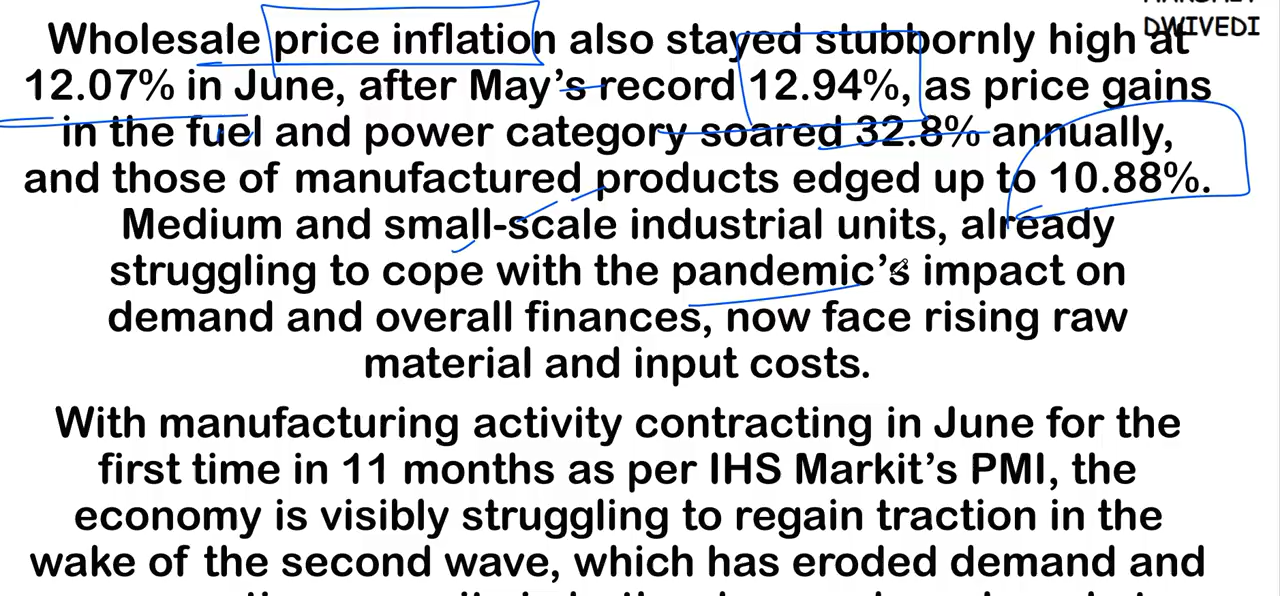 DWIVEDI
Wholesale price inflation also stayed stubbornly high at
12.07% in June, after May’s record 12.94%, as price gains
in the fuel and power category soared 32.8% annually,
and those of manufactured products edged up to 10.88%.
Medium and small-scale industrial units, already
struggling to cope with the pandemic’s impact on
demand and overall finances, now face rising raw
material and input costs.
With manufacturing activity contracting in June for the
first time in 11 months as per IHS Markit’s PMI, the
economy is visibly struggling to regain traction in the
wake of the second wave, which has eroded demand and